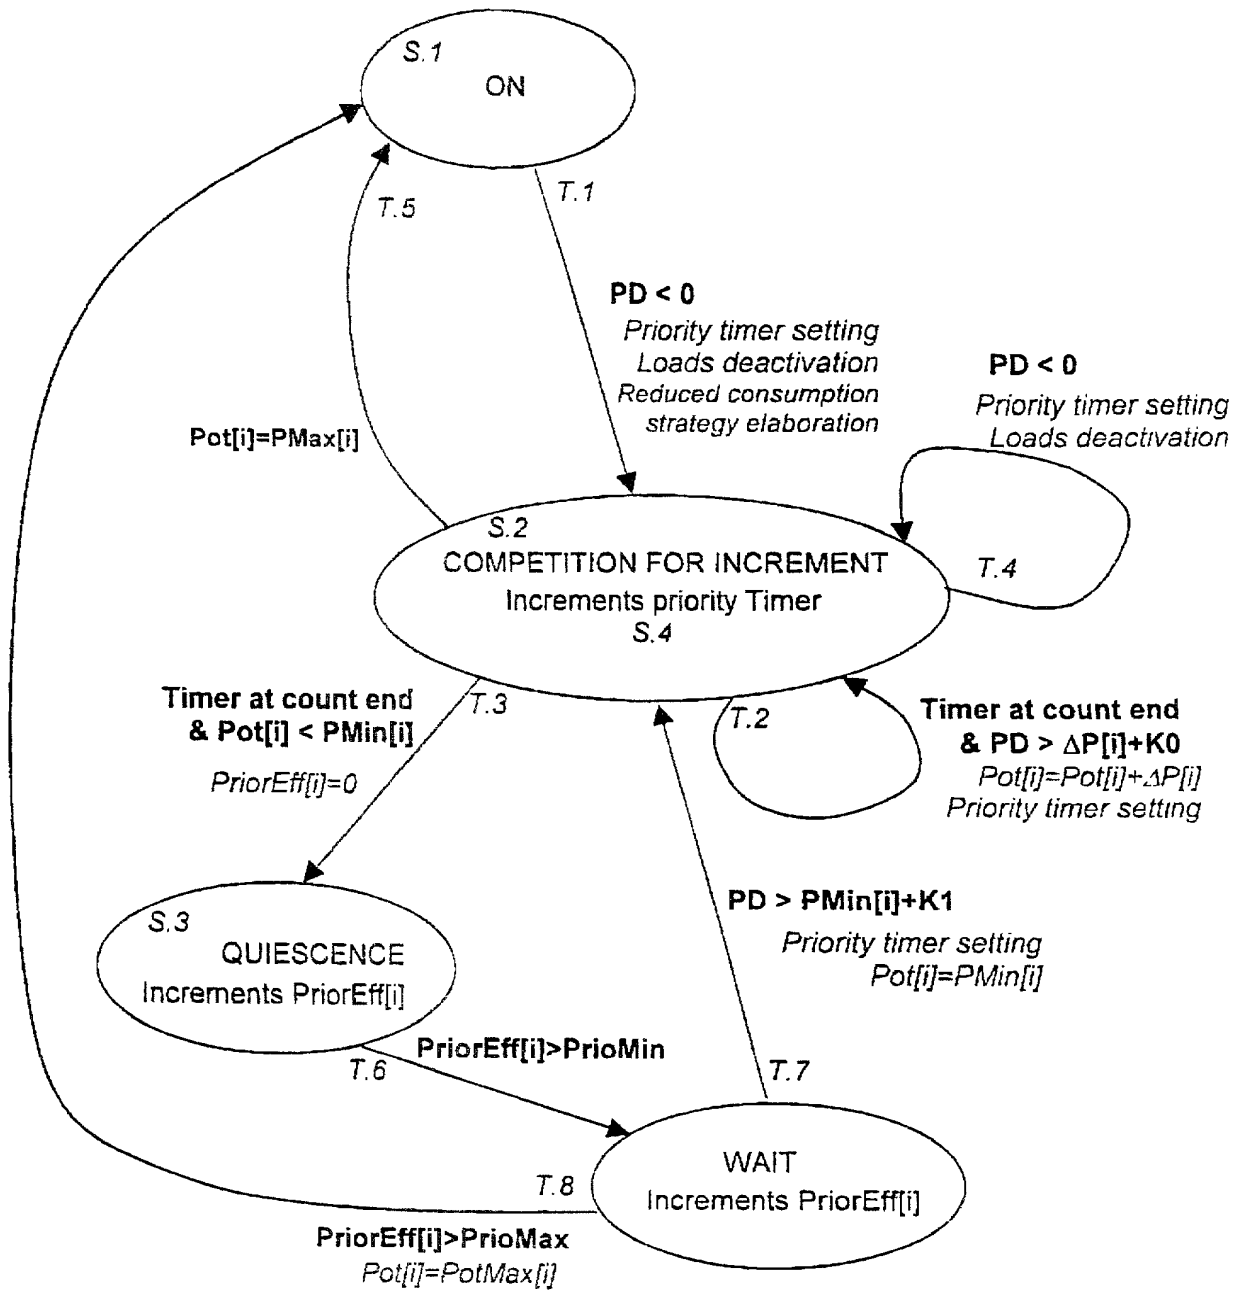 S.1
ON
T.5
T.1
PD < 0
Priority timer setting
Loads deactivation
Reduced consumption
strategy elaboration
PD < 0
Priority timer setting
Loads deactivation
Pot[i]=PMax[i]
S.2
COMPETITION FOR INCREMENT
Increments priority Timer
S.4
T.4
Timer at count end
& Pot[i] < PMin[i]
PriorEff[i]=0
T.3
T.2
Timer at count end
& PD > ΔP[i]+K0
Pot[i]=Pot[i]+ΔP[i]
Priority timer setting
PD > PMin[i]+K1
Priority timer setting
Pot[i]=PMin[i]
S.3
QUIESCENCE
Increments PriorEff[i]
PriorEff[i]>PrioMin
T.6
T.7
WAIT
Increments PriorEff[i]
T.8
PriorEff[i]>PrioMax
Pot[i]=PotMax[i]